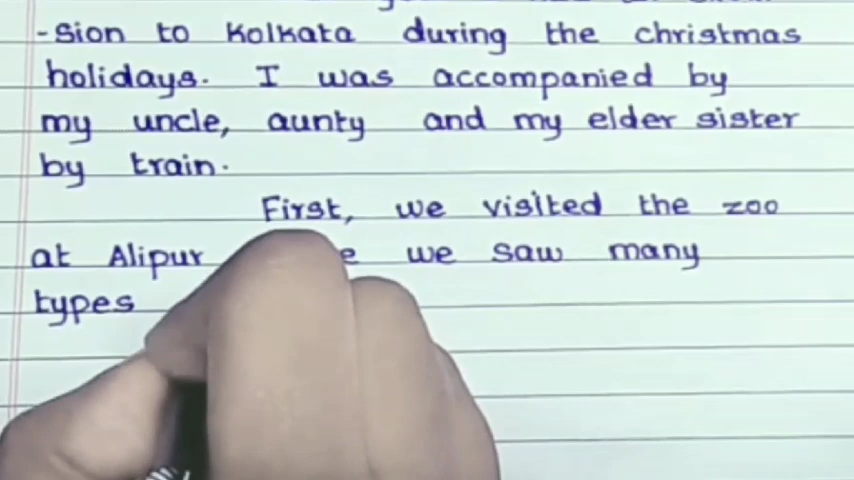 -sion to Kolkata during the christmas
holidays. I was accompanied by
my uncle, aunty and my elder sister
by train.
First, we visited the zoo
at Alipur we saw many
types